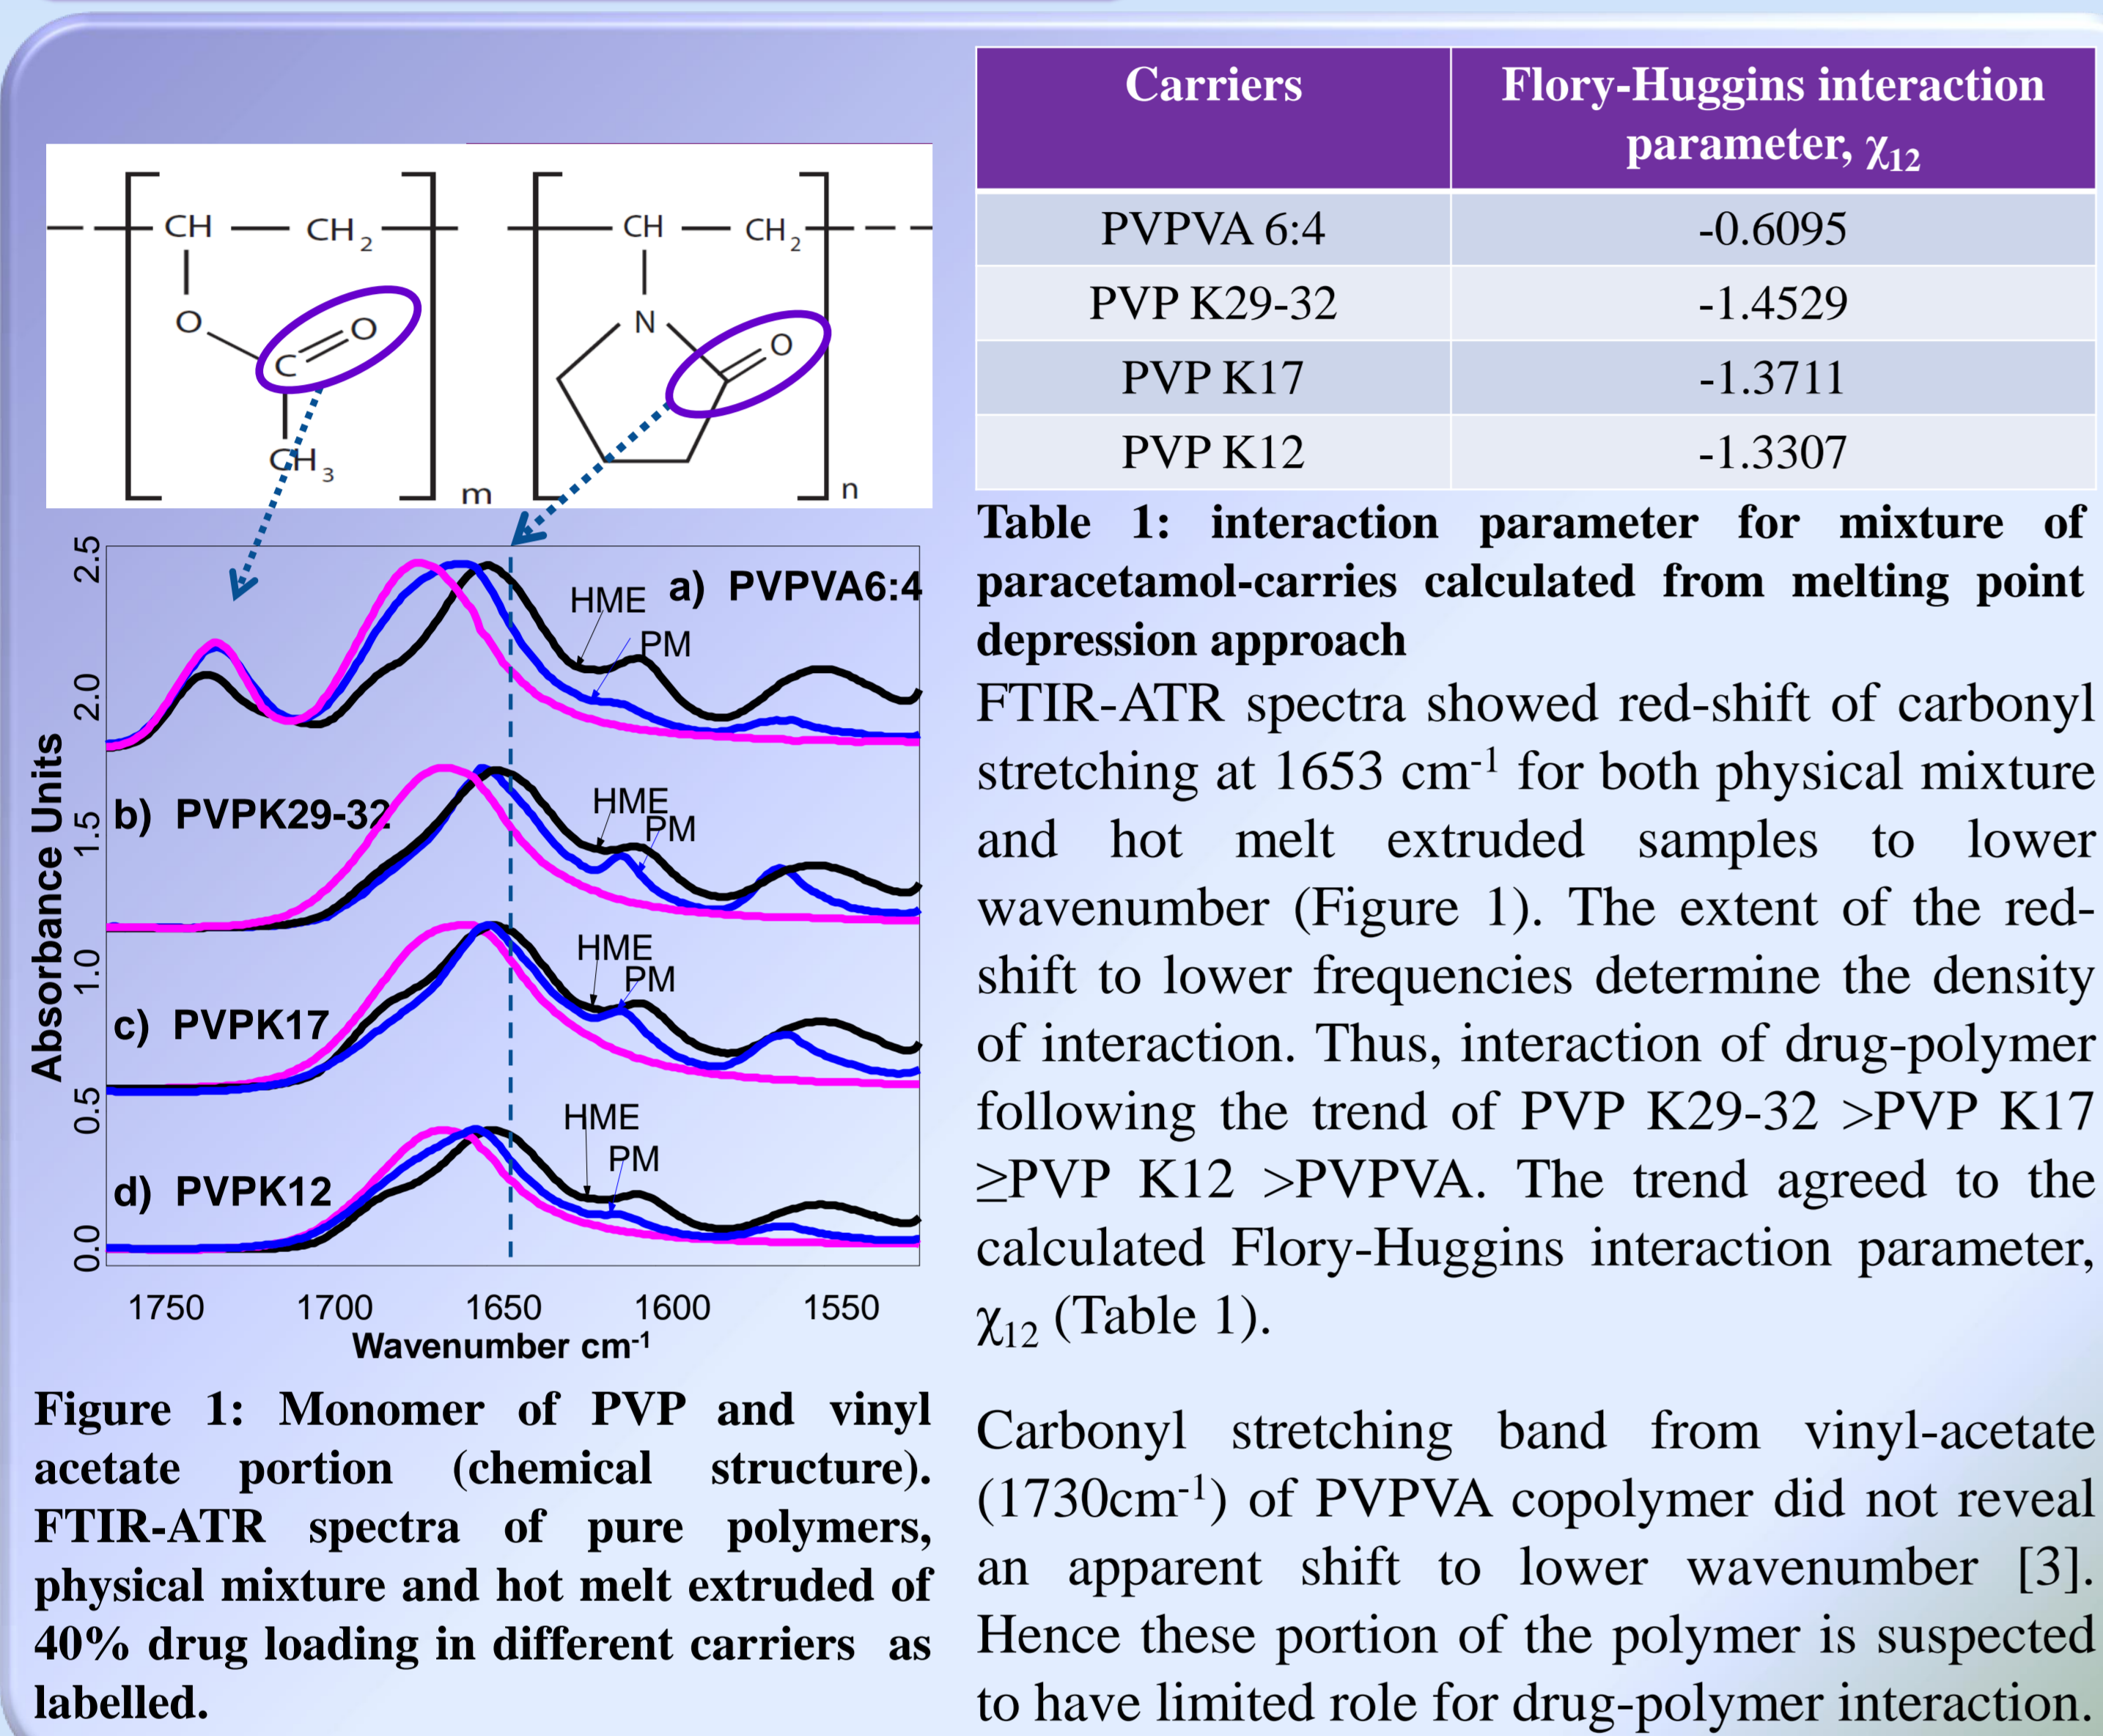 CH CH2 CH CH2
O C O N O
CH3
m n
2.5
2.0
1.5
1.0
0.5
0.0
Absorbance Units
a) PVPVA6:4
HME
PM
b) PVPK29-32
HME
PM
c) PVPK17
HME
PM
d) PVPK12
HME
PM
1750 1700 1650 1600 1550
Wavenumber cm-1
Figure 1: Monomer of PVP and vinyl
acetate portion (chemical structure).
FTIR-ATR spectra of pure polymers,
physical mixture and hot melt extruded of
40% drug loading in different carriers as
labelled.
Carriers Flory-Huggins interaction
parameter, χ12
PVPVA 6:4 -0.6095
PVP K29-32 -1.4529
PVP K17 -1.3711
PVP K12 -1.3307
Table 1: interaction parameter for mixture of
paracetamol-carries calculated from melting point
depression approach
FTIR-ATR spectra showed red-shift of carbonyl
stretching at 1653 cm-1 for both physical mixture
and hot melt extruded samples to lower
wavenumber (Figure 1). The extent of the red-
shift to lower frequencies determine the density
of interaction. Thus, interaction of drug-polymer
following the trend of PVP K29-32 >PVP K17
≥PVP K12 >PVPVA. The trend agreed to the
calculated Flory-Huggins interaction parameter,
χ12 (Table 1).
Carbonyl stretching band from vinyl-acetate
(1730cm-1) of PVPVA copolymer did not reveal
an apparent shift to lower wavenumber [3].
Hence these portion of the polymer is suspected
to have limited role for drug-polymer interaction.